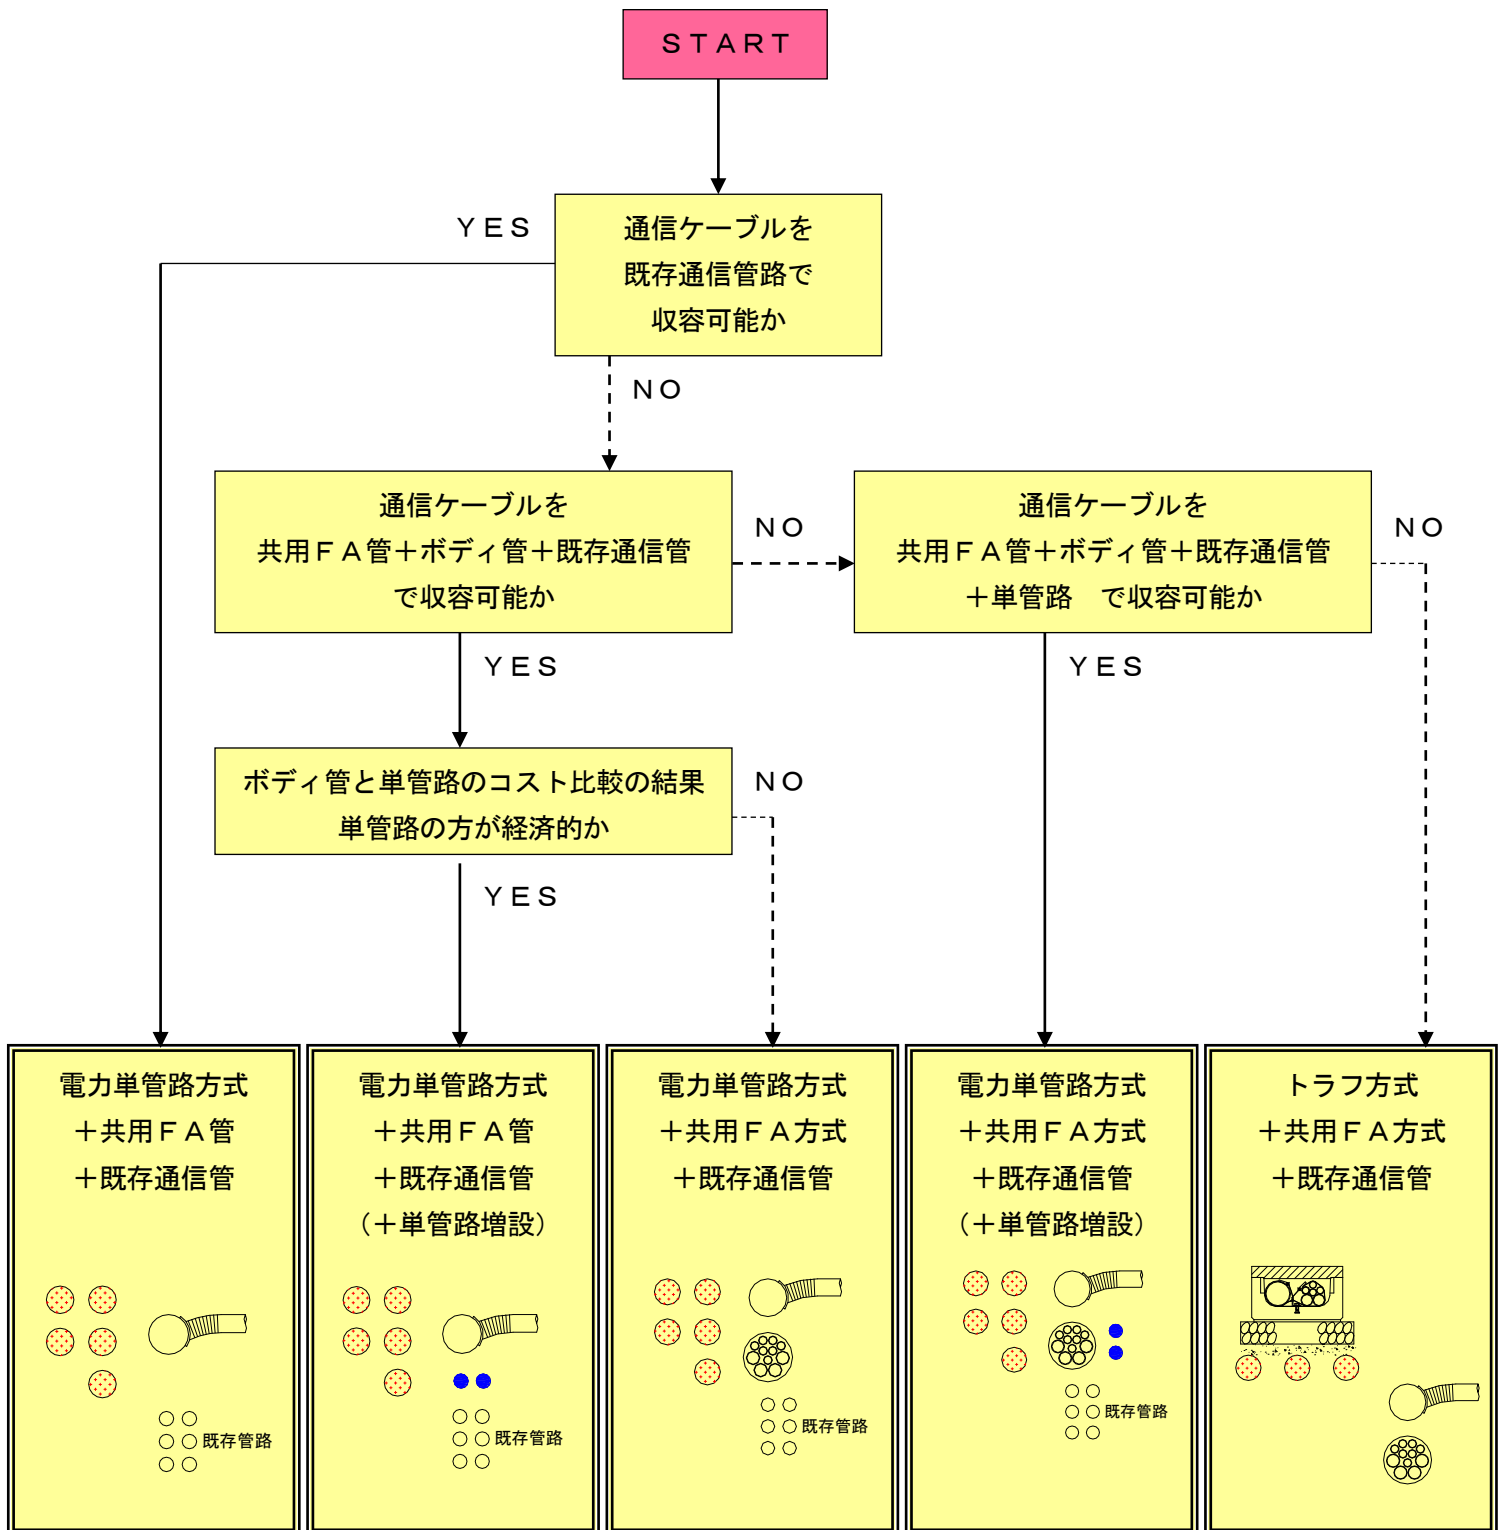 ＳＴＡＲＴ
ＹＥＳ
通信ケーブルを
既存通信管路で
収容可能か
ＮＯ
通信ケーブルを
共用ＦＡ管＋ボディ管＋既存通信管
で収容可能か
ＮＯ
通信ケーブルを
共用ＦＡ管＋ボディ管＋既存通信管
＋単管路　で収容可能か
ＮＯ
ＹＥＳ
ＹＥＳ
ボディ管と単管路のコスト比較の結果
単管路の方が経済的か
ＮＯ
ＹＥＳ
電力単管路方式
＋共用ＦＡ管
＋既存通信管
既存管路
電力単管路方式
＋共用ＦＡ管
＋既存通信管
（＋単管路増設）
既存管路
電力単管路方式
＋共用ＦＡ方式
＋既存通信管
既存管路
電力単管路方式
＋共用ＦＡ方式
＋既存通信管
（＋単管路増設）
既存管路
トラフ方式
＋共用ＦＡ方式
＋既存通信管